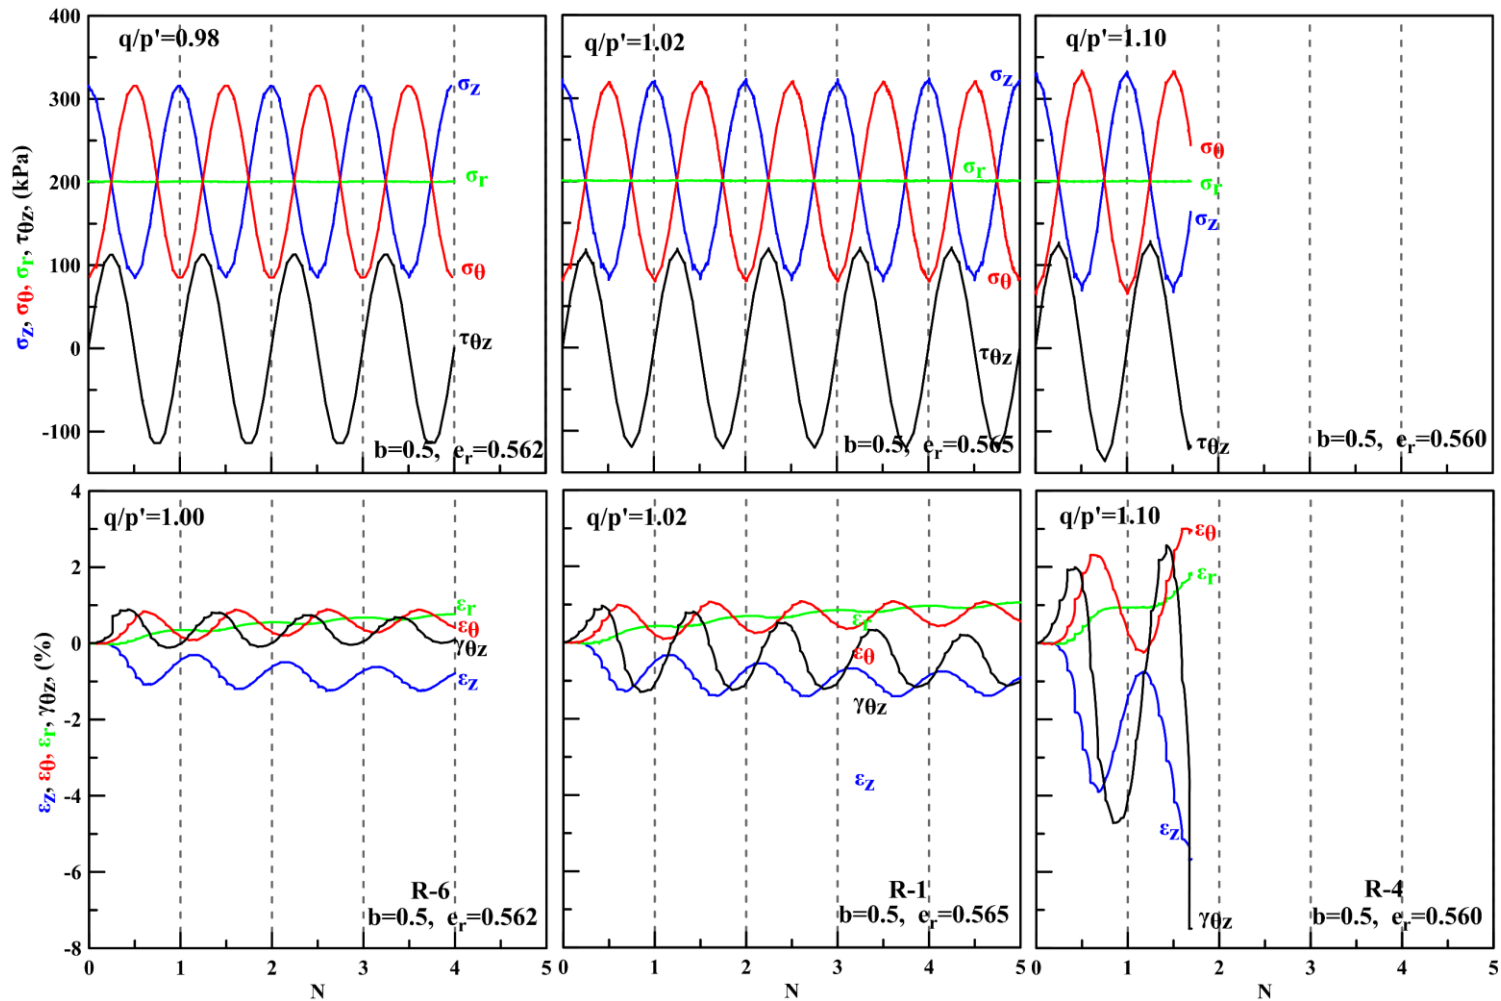 400
300
200
100
0
-100
σz, σθ, σr, τθz, (kPa)
q/p'=0.98
σz
σr
σθ
τθz
b=0.5, er=0.562
q/p'=1.02
σz
σr
σθ
τθz
b=0.5, er=0.565
q/p'=1.10
σθ
σr
σz
τθz
b=0.5, er=0.560
4
2
0
-2
-4
-6
-8
εz, εθ, εr, γθz, (%)
q/p'=1.00
εr
εθ
γθz
εz
R-6
b=0.5, er=0.562
0 1 2 3 4 5
N
q/p'=1.02
εr
εθ
γθz
εz
R-1
b=0.5, er=0.565
0 1 2 3 4 5
N
q/p'=1.10
εθ
εr
εz
γθz
R-4
b=0.5, er=0.560
0 1 2 3 4 5
N